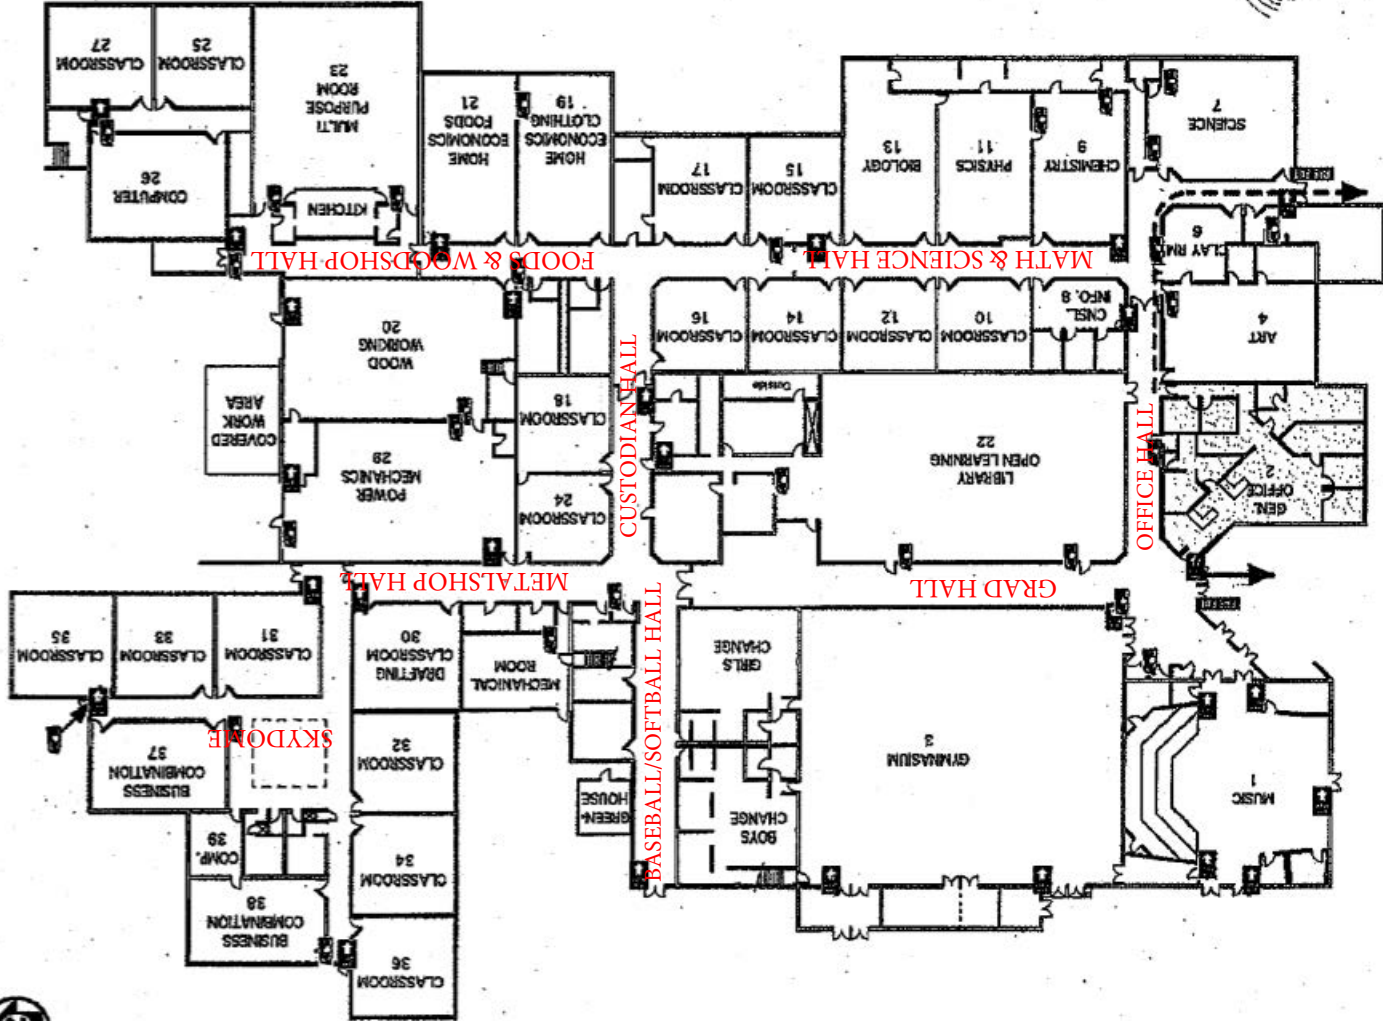 CLASSROOM
27
CLASSROOM
25
MULTI
PURPOSE
ROOM
23
HOME
ECONOMICS
FOODS
21
HOME
ECONOMICS
CLOTHING
19
CLASSROOM
17
CLASSROOM
15
BIOLOGY
13
PHYSICS
11
CHEMISTRY
9
SCIENCE
7
COMPUTER
26
KITCHEN
CLAY RM
6
FOODS & WOODSHOP HALL
MATH & SCIENCE HALL
WOOD
WORKING
20
CLASSROOM
16
CLASSROOM
14
CLASSROOM
12
CLASSROOM
10
CNSL.
INFO. 8
ART
4
COVERED
WORK
AREA
CLASSROOM
18
CUSTODIAN HALL
Outside
LIBRARY
OPEN LEARNING
22
OFFICE HALL
GEN.
OFFICE
2
POWER
MECHANICS
29
CLASSROOM
24
METALSHOP HALL
GRAD HALL
CLASSROOM
35
CLASSROOM
33
CLASSROOM
31
DRAFTING
CLASSROOM
30
MECHANICAL
ROOM
BASEBALL/SOFTBALL HALL
GIRLS
CHANGE
SKYDOME
BUSINESS
COMBINATION
37
CLASSROOM
32
GREEN-
HOUSE
BOYS
CHANGE
GYMNASIUM
3
MUSIC
1
COMP.
39
CLASSROOM
34
BUSINESS
COMBINATION
38
CLASSROOM
36